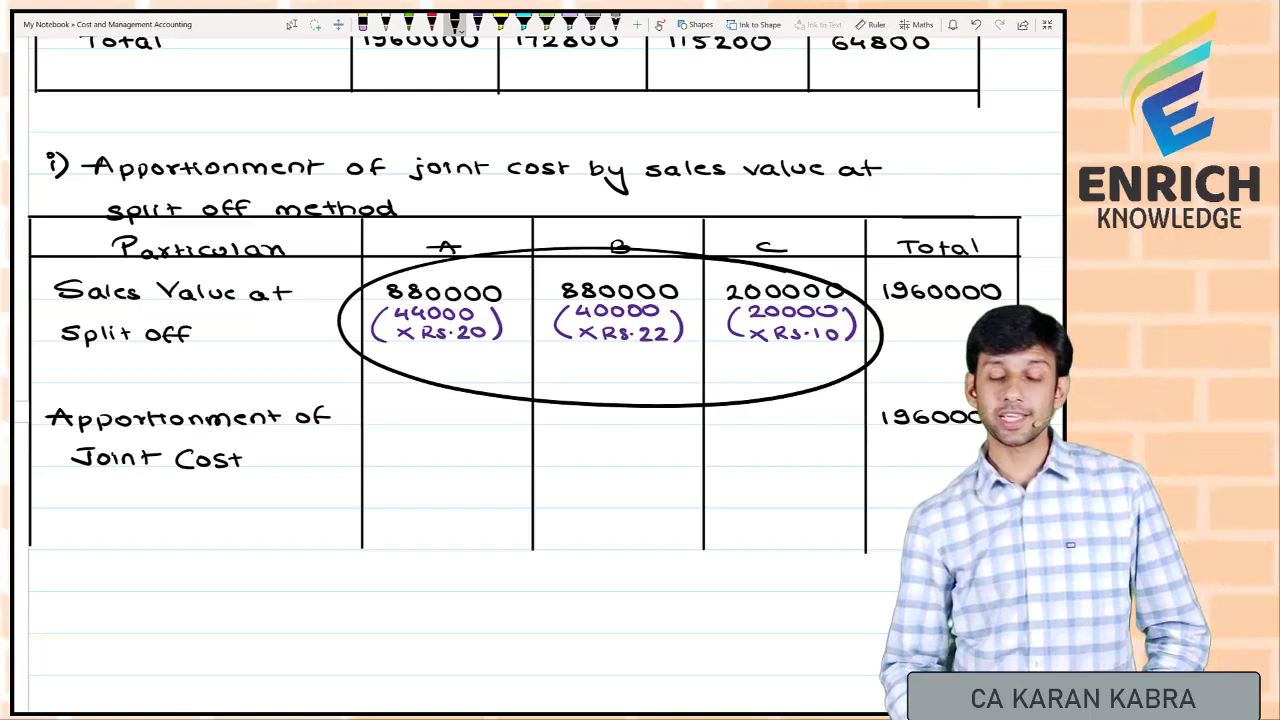 My Notebook » Cost and Management Accounting
Shapes Ink to Shape Ink to Text Ruler Maths
Total 1960000 172800 115200 64800
i) Apportionment of joint cost by sales value at
split off method
Particulars A B C Total
Sales Value at 880000 880000 200000 1960000
split off (44000 × Rs.20) (40000 × Rs.22) (20000 × Rs.10)
Apportionment of 196000
Joint Cost
ENRICH
KNOWLEDGE
CA KARAN KABRA